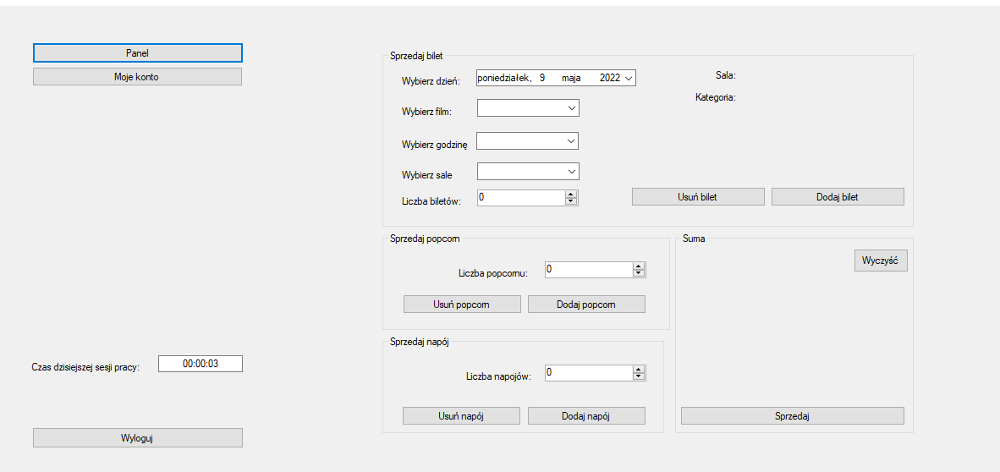 Panel
Moje konto
Czas dzisiejszej sesji pracy: 00:00:03
Wyloguj
Sprzedaj bilet
Wybierz dzień: poniedziałek, 9 maja 2022
Wybierz film:
Wybierz godzinę
Wybierz sale
Liczba biletów: 0
Sala:
Kategoria:
Usuń bilet Dodaj bilet
Sprzedaj popcorn
Liczba popcornu: 0
Usuń popcorn Dodaj popcorn
Sprzedaj napój
Liczba napojów: 0
Usuń napój Dodaj napój
Suma
Wyczyść
Sprzedaj